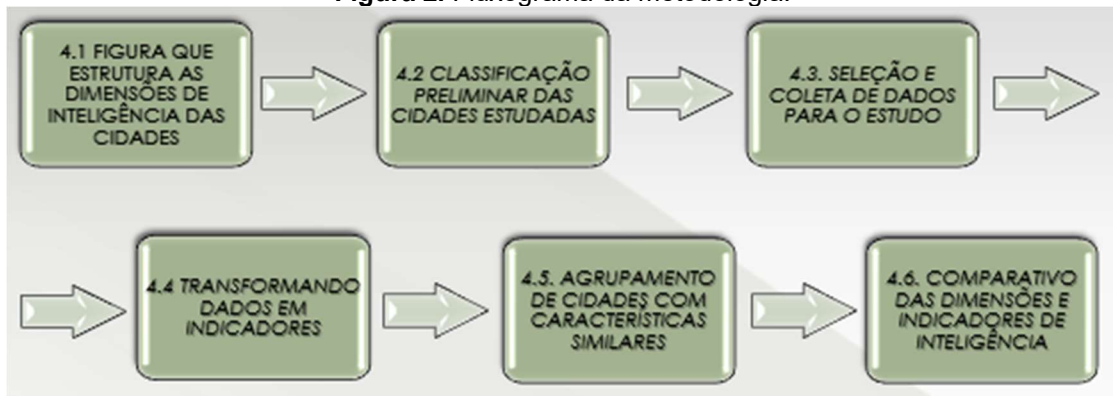 Figura 2. Fluxograma da metodologia.
4.1 FIGURA QUE
ESTRUTURA AS
DIMENSÕES DE
INTELIGÊNCIA DAS
CIDADES
4.2 CLASSIFICAÇÃO
PRELIMINAR DAS
CIDADES ESTUDADAS
4.3. SELEÇÃO E
COLETA DE DADOS
PARA O ESTUDO
4.4 TRANSFORMANDO
DADOS EM
INDICADORES
4.5. AGRUPAMENTO
DE CIDADES COM
CARACTERÍSTICAS
SIMILARES
4.6. COMPARATIVO
DAS DIMENSÕES E
INDICADORES DE
INTELIGÊNCIA